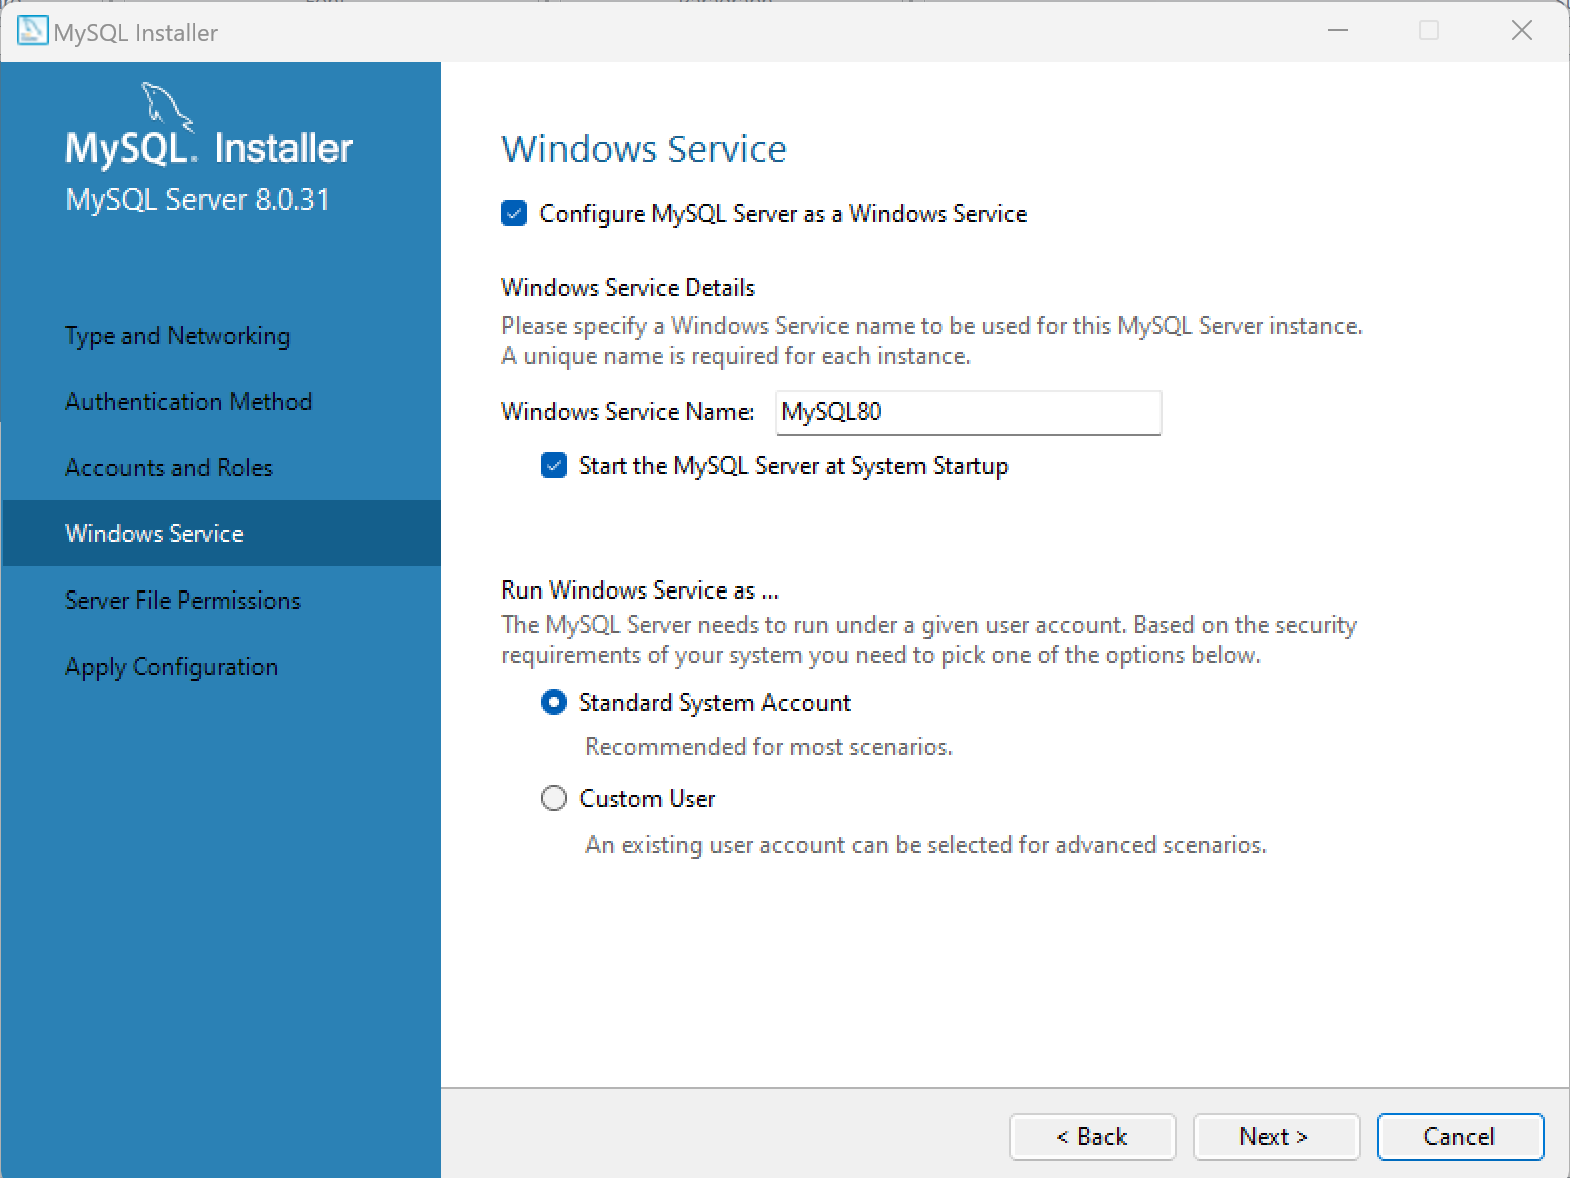 MySQL Installer
MySQL. Installer
MySQL Server 8.0.31
Type and Networking
Authentication Method
Accounts and Roles
Windows Service
Server File Permissions
Apply Configuration
Windows Service
Configure MySQL Server as a Windows Service
Windows Service Details
Please specify a Windows Service name to be used for this MySQL Server instance.
A unique name is required for each instance.
Windows Service Name: MySQL80
Start the MySQL Server at System Startup
Run Windows Service as ...
The MySQL Server needs to run under a given user account. Based on the security
requirements of your system you need to pick one of the options below.
Standard System Account
Recommended for most scenarios.
Custom User
An existing user account can be selected for advanced scenarios.
< Back Next > Cancel